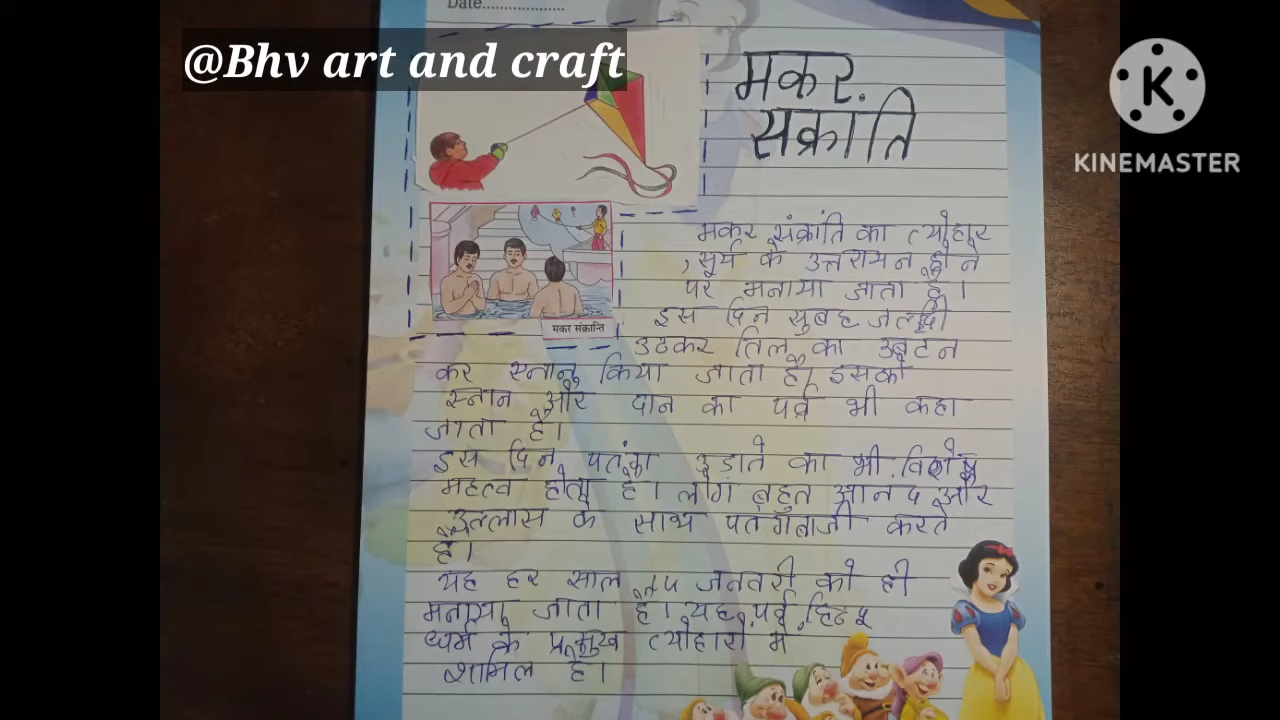 Date....................
@Bhv art and craft
KINEMASTER
मकर
सक्रांति
मकर संक्रांति
मकर संक्रांति का त्योहार
, सूर्य के उत्तरायन होने
पर मनाया जाता है।
इस दिन सुबह जल्दी
उठकर तिल का उबटन
कर स्नान किया जाता है। इसको
स्नान और दान का पर्व भी कहा
जाता है।
इस दिन पतंग उड़ाते का भी विशेष
महत्व होता है। लोग बहुत आनंद और
उल्लास के साथ पतंगबाजी करते
है।
यह हर साल जनवरी को ही
मनाया जाता है। यह पर्व हिन्दू
धर्म के प्रमुख त्योहारो में
शामिल है।